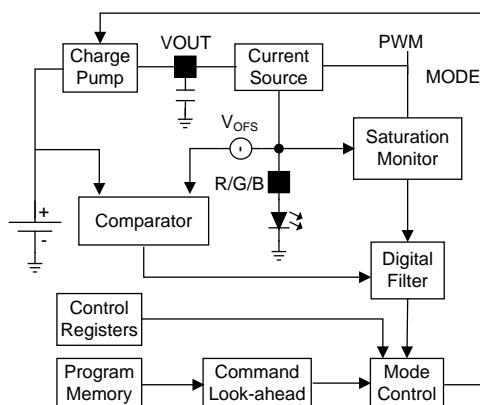 Charge
Pump
VOUT
Current
Source
PWM
MODE
VOFS
Saturation
Monitor
R/G/B
+
-
Comparator
Digital
Filter
Control
Registers
Program
Memory
Command
Look-ahead
Mode
Control